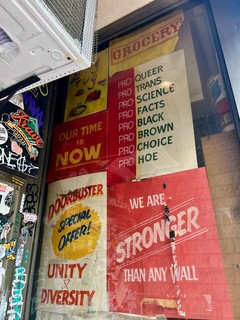 GROCERY
OUR TIME
IS
NOW
PRO QUEER
PRO TRANS
PRO SCIENCE
PRO FACTS
PRO BLACK
PRO BROWN
PRO CHOICE
PRO HOE
DOORBUSTER
SPECIAL
OFFER!
UNITY
&
DIVERSITY
WE ARE
STRONGER
THAN ANY WALL